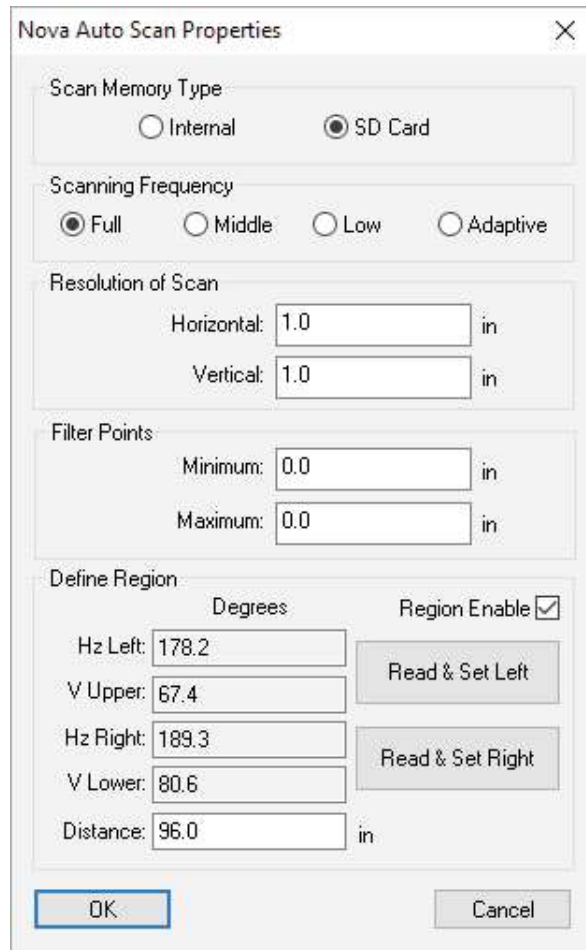 Nova Auto Scan Properties
Scan Memory Type
Internal SD Card
Scanning Frequency
Full Middle Low Adaptive
Resolution of Scan
Horizontal: 1.0 in
Vertical: 1.0 in
Filter Points
Minimum: 0.0 in
Maximum: 0.0 in
Define Region
Degrees Region Enable
Hz Left: 178.2
Read & Set Left
V Upper: 67.4
Hz Right: 189.3
Read & Set Right
V Lower: 80.6
Distance: 96.0 in
OK Cancel